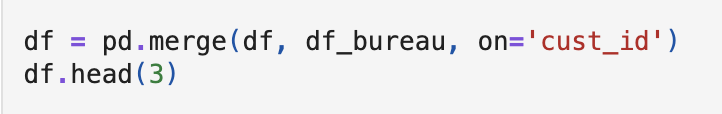 df = pd.merge(df, df_bureau, on='cust_id')
df.head(3)